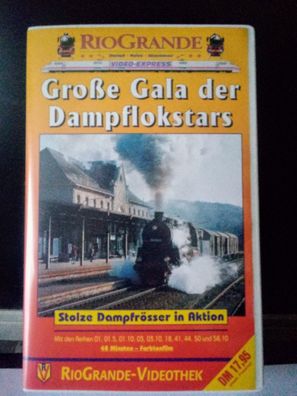 RIOGRANDE
VIDEO-EXPRESS
Große Gala der
Dampflokstars
Stolze Dampfrösser in Aktion
Mit den Reihen 01, 01.5, 01.10, 03, 03.10, 18, 41, 44, 50 und 58.10
48 Minuten - Farbtonfilm
DM 17,95
RIOGRANDE-VIDEOTHEK